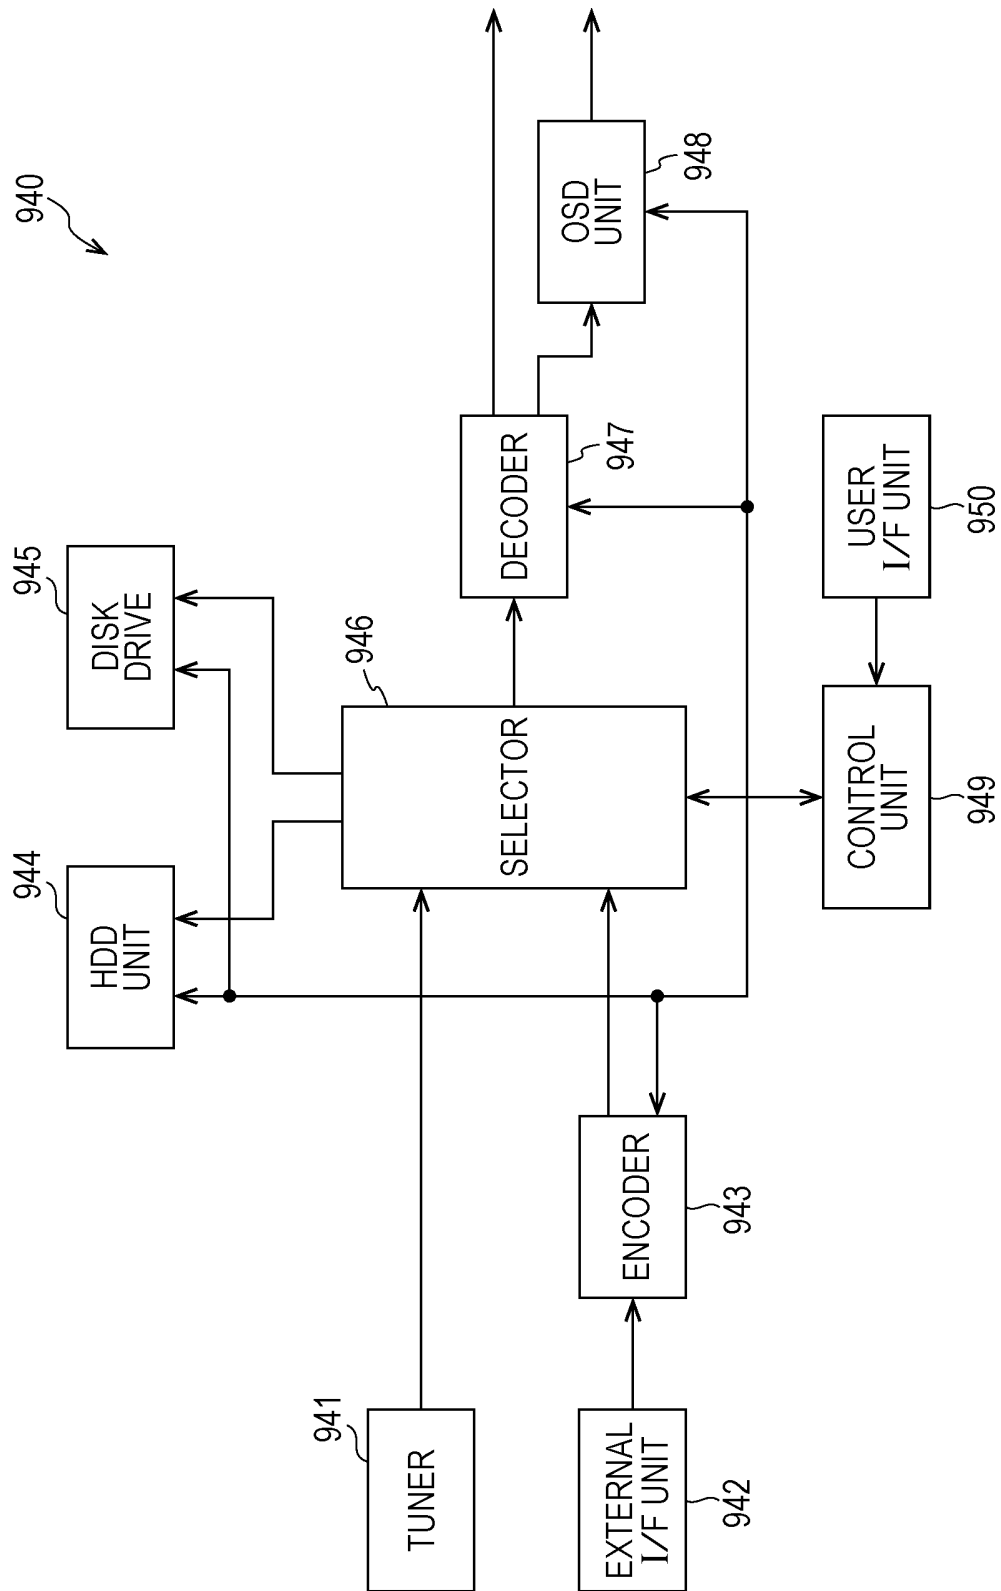 940
944
HDD
UNIT
945
DISK
DRIVE
941
TUNER
946
SELECTOR
DECODER
947
OSD
UNIT
948
EXTERNAL
I/F UNIT
942
ENCODER
943
CONTROL
UNIT
949
USER
I/F UNIT
950